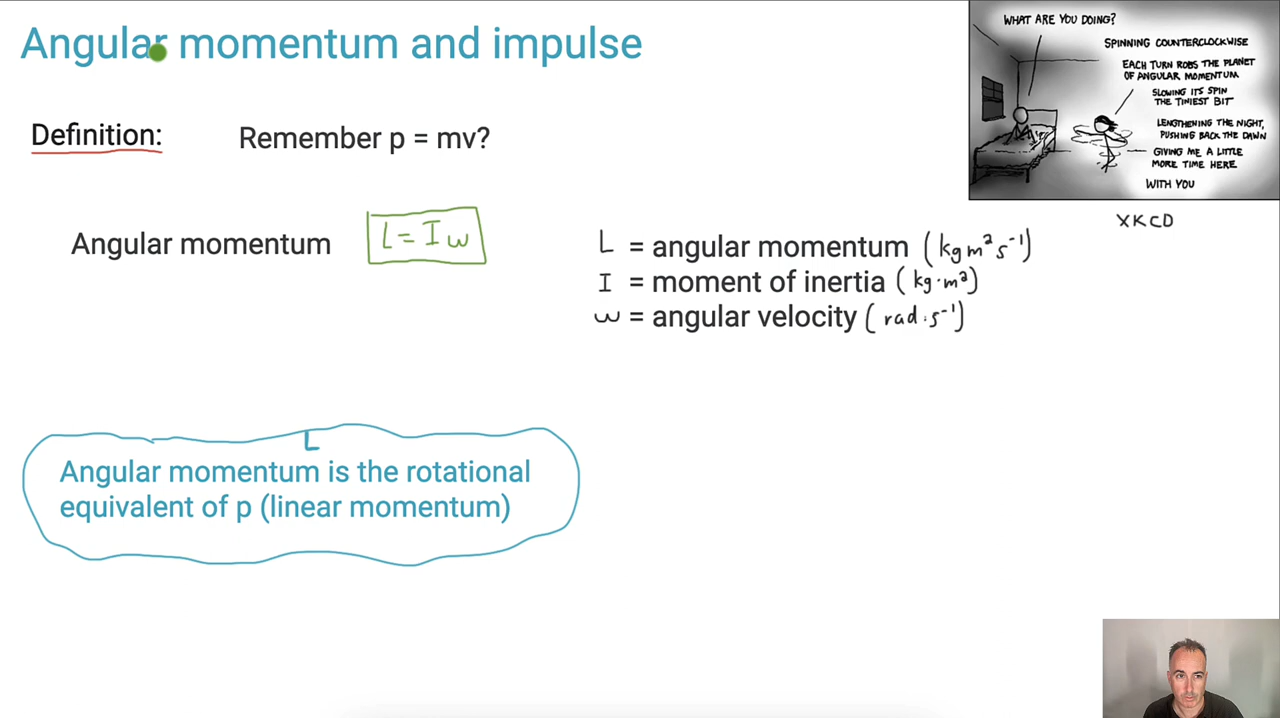 Angular momentum and impulse
WHAT ARE YOU DOING?
SPINNING COUNTERCLOCKWISE
EACH TURN ROBS THE PLANET
OF ANGULAR MOMENTUM
SLOWING ITS SPIN
THE TINIEST BIT
LENGTHENING THE NIGHT,
PUSHING BACK THE DAWN
GIVING ME A LITTLE
MORE TIME HERE
WITH YOU
XKCD
Definition: Remember p = mv?
Angular momentum L = I ω
L = angular momentum (kg m² s⁻¹)
I = moment of inertia (kg·m²)
ω = angular velocity (rad·s⁻¹)
L
Angular momentum is the rotational
equivalent of p (linear momentum)